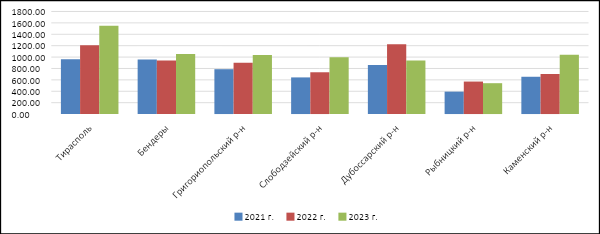 1800.00
1600.00
1400.00
1200.00
1000.00
800.00
600.00
400.00
200.00
0.00
Тирасполь
Бендеры
Григориопольский р-н
Слободзейский р-н
Дубоссарский р-н
Рыбницкий р-н
Каменский р-н
2021 г. 2022 г. 2023 г.